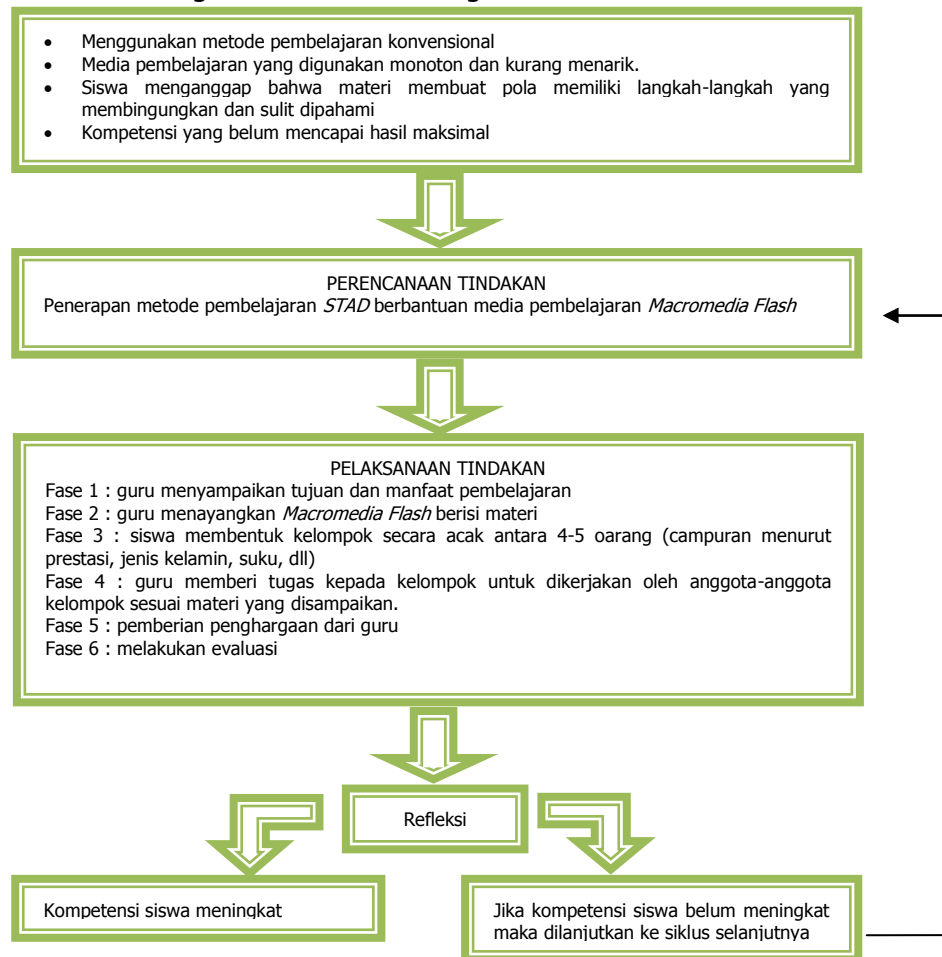 • Menggunakan metode pembelajaran konvensional
• Media pembelajaran yang digunakan monoton dan kurang menarik.
• Siswa menganggap bahwa materi membuat pola memiliki langkah-langkah yang
membingungkan dan sulit dipahami
• Kompetensi yang belum mencapai hasil maksimal
PERENCANAAN TINDAKAN
Penerapan metode pembelajaran STAD berbantuan media pembelajaran Macromedia Flash
PELAKSANAAN TINDAKAN
Fase 1 : guru menyampaikan tujuan dan manfaat pembelajaran
Fase 2 : guru menayangkan Macromedia Flash berisi materi
Fase 3 : siswa membentuk kelompok secara acak antara 4-5 oarang (campuran menurut
prestasi, jenis kelamin, suku, dll)
Fase 4 : guru memberi tugas kepada kelompok untuk dikerjakan oleh anggota-anggota
kelompok sesuai materi yang disampaikan.
Fase 5 : pemberian penghargaan dari guru
Fase 6 : melakukan evaluasi
Refleksi
Kompetensi siswa meningkat
Jika kompetensi siswa belum meningkat
maka dilanjutkan ke siklus selanjutnya